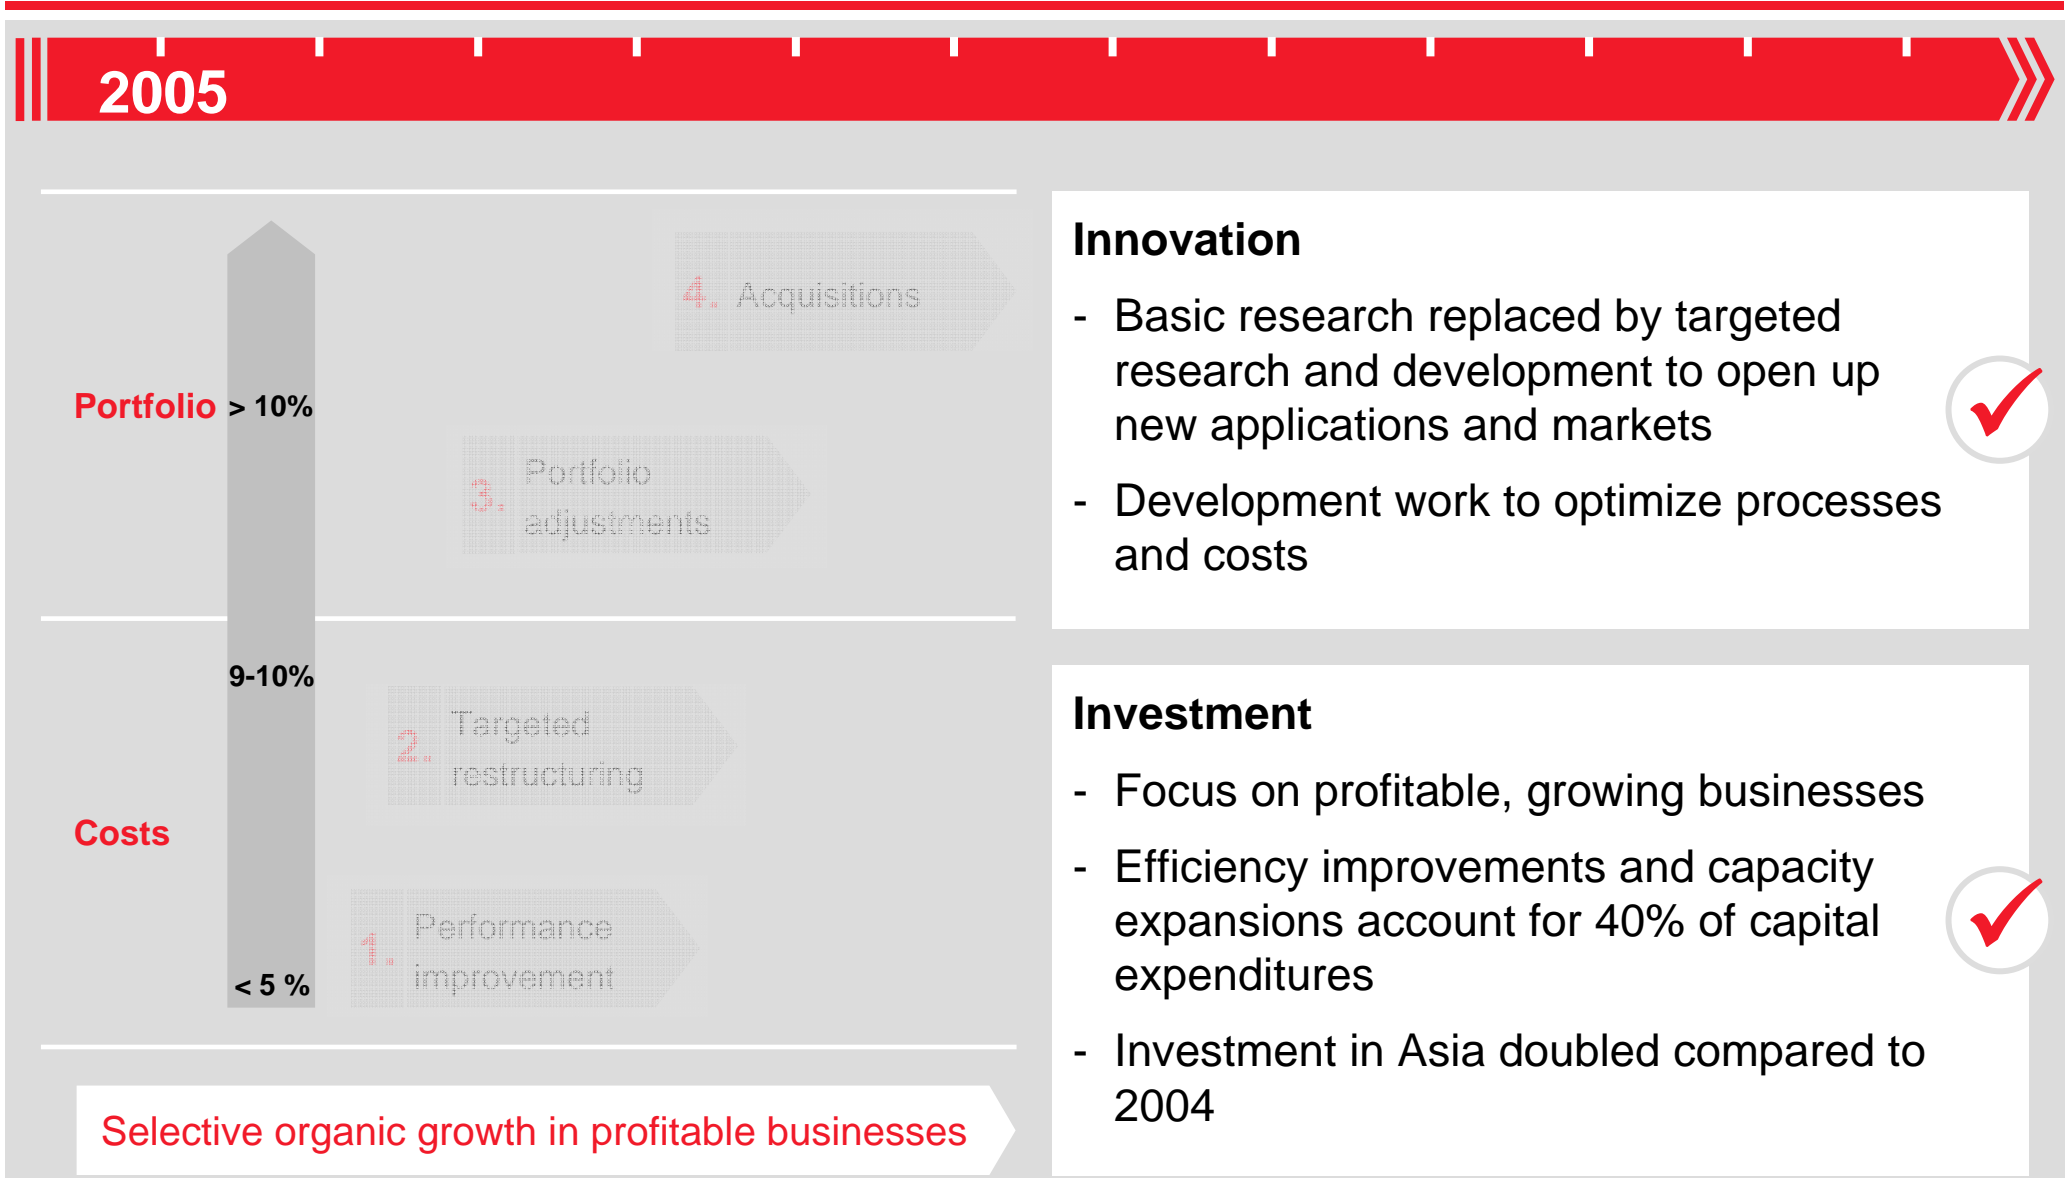 2005
4. Acquisitions
Portfolio > 10%
3. Portfolio
adjustments
9-10%
2. Targeted
restructuring
Costs
1. Performance
improvement
< 5 %
Selective organic growth in profitable businesses
Innovation
- Basic research replaced by targeted
research and development to open up
new applications and markets
- Development work to optimize processes
and costs
Investment
- Focus on profitable, growing businesses
- Efficiency improvements and capacity
expansions account for 40% of capital
expenditures
- Investment in Asia doubled compared to
2004